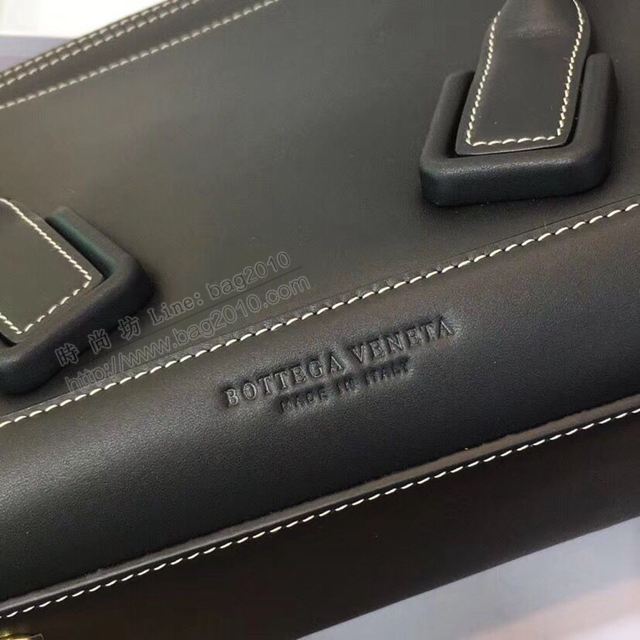 時尚坊 Line: bag2010
http://www.bag2010.com/
BOTTEGA VENETA
MADE IN ITALY